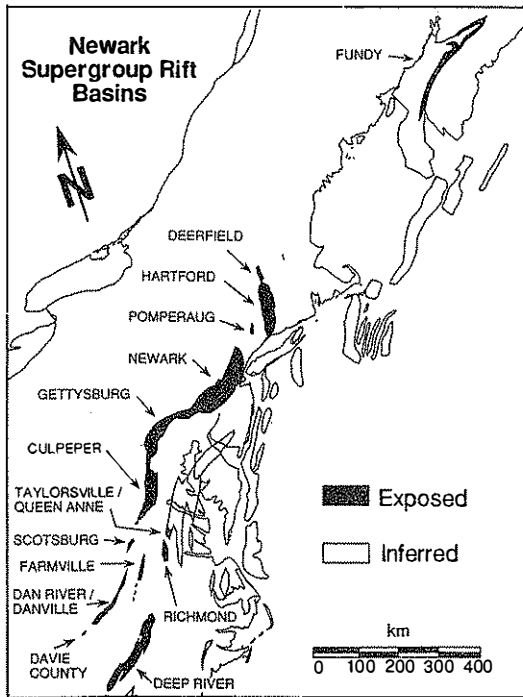 Newark
Supergroup Rift
Basins
N
FUNDY
DEERFIELD
HARTFORD
POMPERAUG
NEWARK
GETTYSBURG
CULPEPER
TAYLORSVILLE /
QUEEN ANNE
SCOTSBURG
FARMVILLE
DAN RIVER /
DANVILLE
DAVIE
COUNTY
RICHMOND
DEEP RIVER
Exposed
Inferred
km
0 100 200 300 400